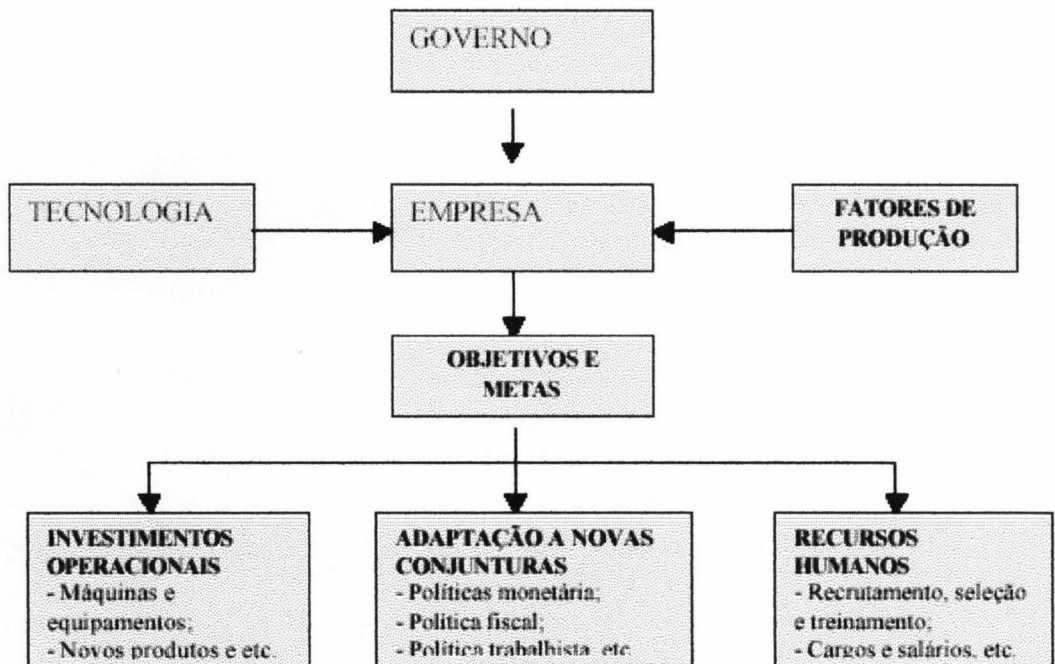 GOVERNO
TECNOLOGIA
EMPRESA
FATORES DE
PRODUÇÃO
OBJETIVOS E
METAS
INVESTIMENTOS
OPERACIONAIS
- Máquinas e
equipamentos;
- Novos produtos e etc.
ADAPTAÇÃO A NOVAS
CONJUNTURAS
- Políticas monetária;
- Política fiscal;
- Política trabalhista, etc
RECURSOS
HUMANOS
- Recrutamento, seleção
e treinamento;
- Cargos e salários, etc.